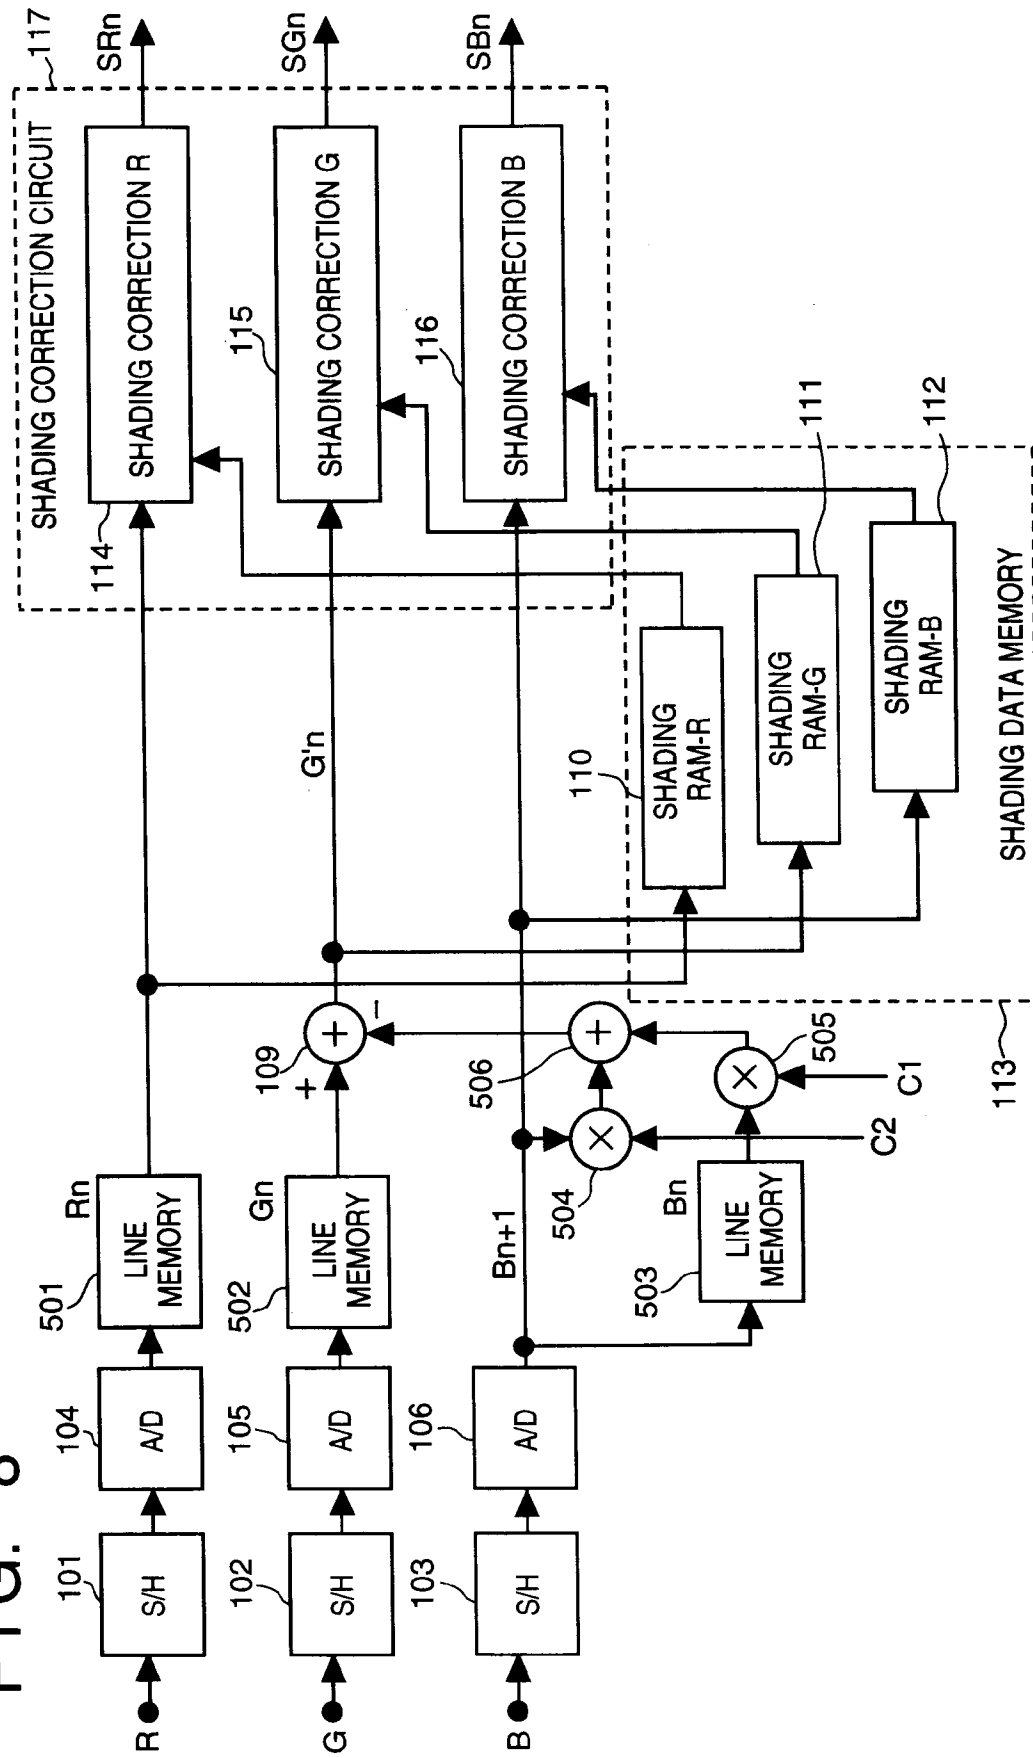 FIG. 8
SHADING CORRECTION CIRCUIT
117
R
101
S/H
104
A/D
501
LINE
MEMORY
Rn
114
SHADING CORRECTION R
SRn
G
102
S/H
105
A/D
502
LINE
MEMORY
Gn
109
+
+
−
G'n
115
SHADING CORRECTION G
SGn
B
103
S/H
106
A/D
Bn+1
116
SHADING CORRECTION B
SBn
504
×
506
+
503
LINE
MEMORY
Bn
×
505
C2
C1
110
SHADING
RAM-R
SHADING
RAM-G
111
SHADING
RAM-B
112
113
SHADING DATA MEMORY